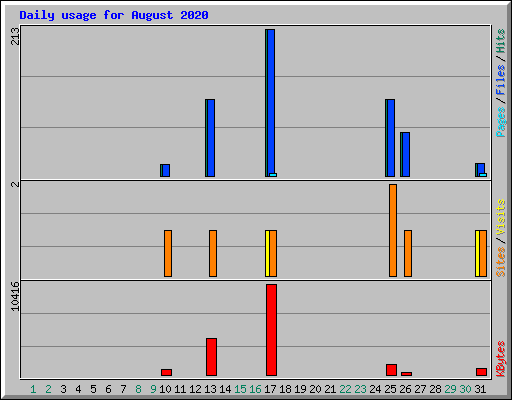 Daily usage for August 2020
213
2
10416
Pages / Files / Hits
Sites / Visits
KBytes
1 2 3 4 5 6 7 8 9 10 11 12 13 14 15 16 17 18 19 20 21 22 23 24 25 26 27 28 29 30 31